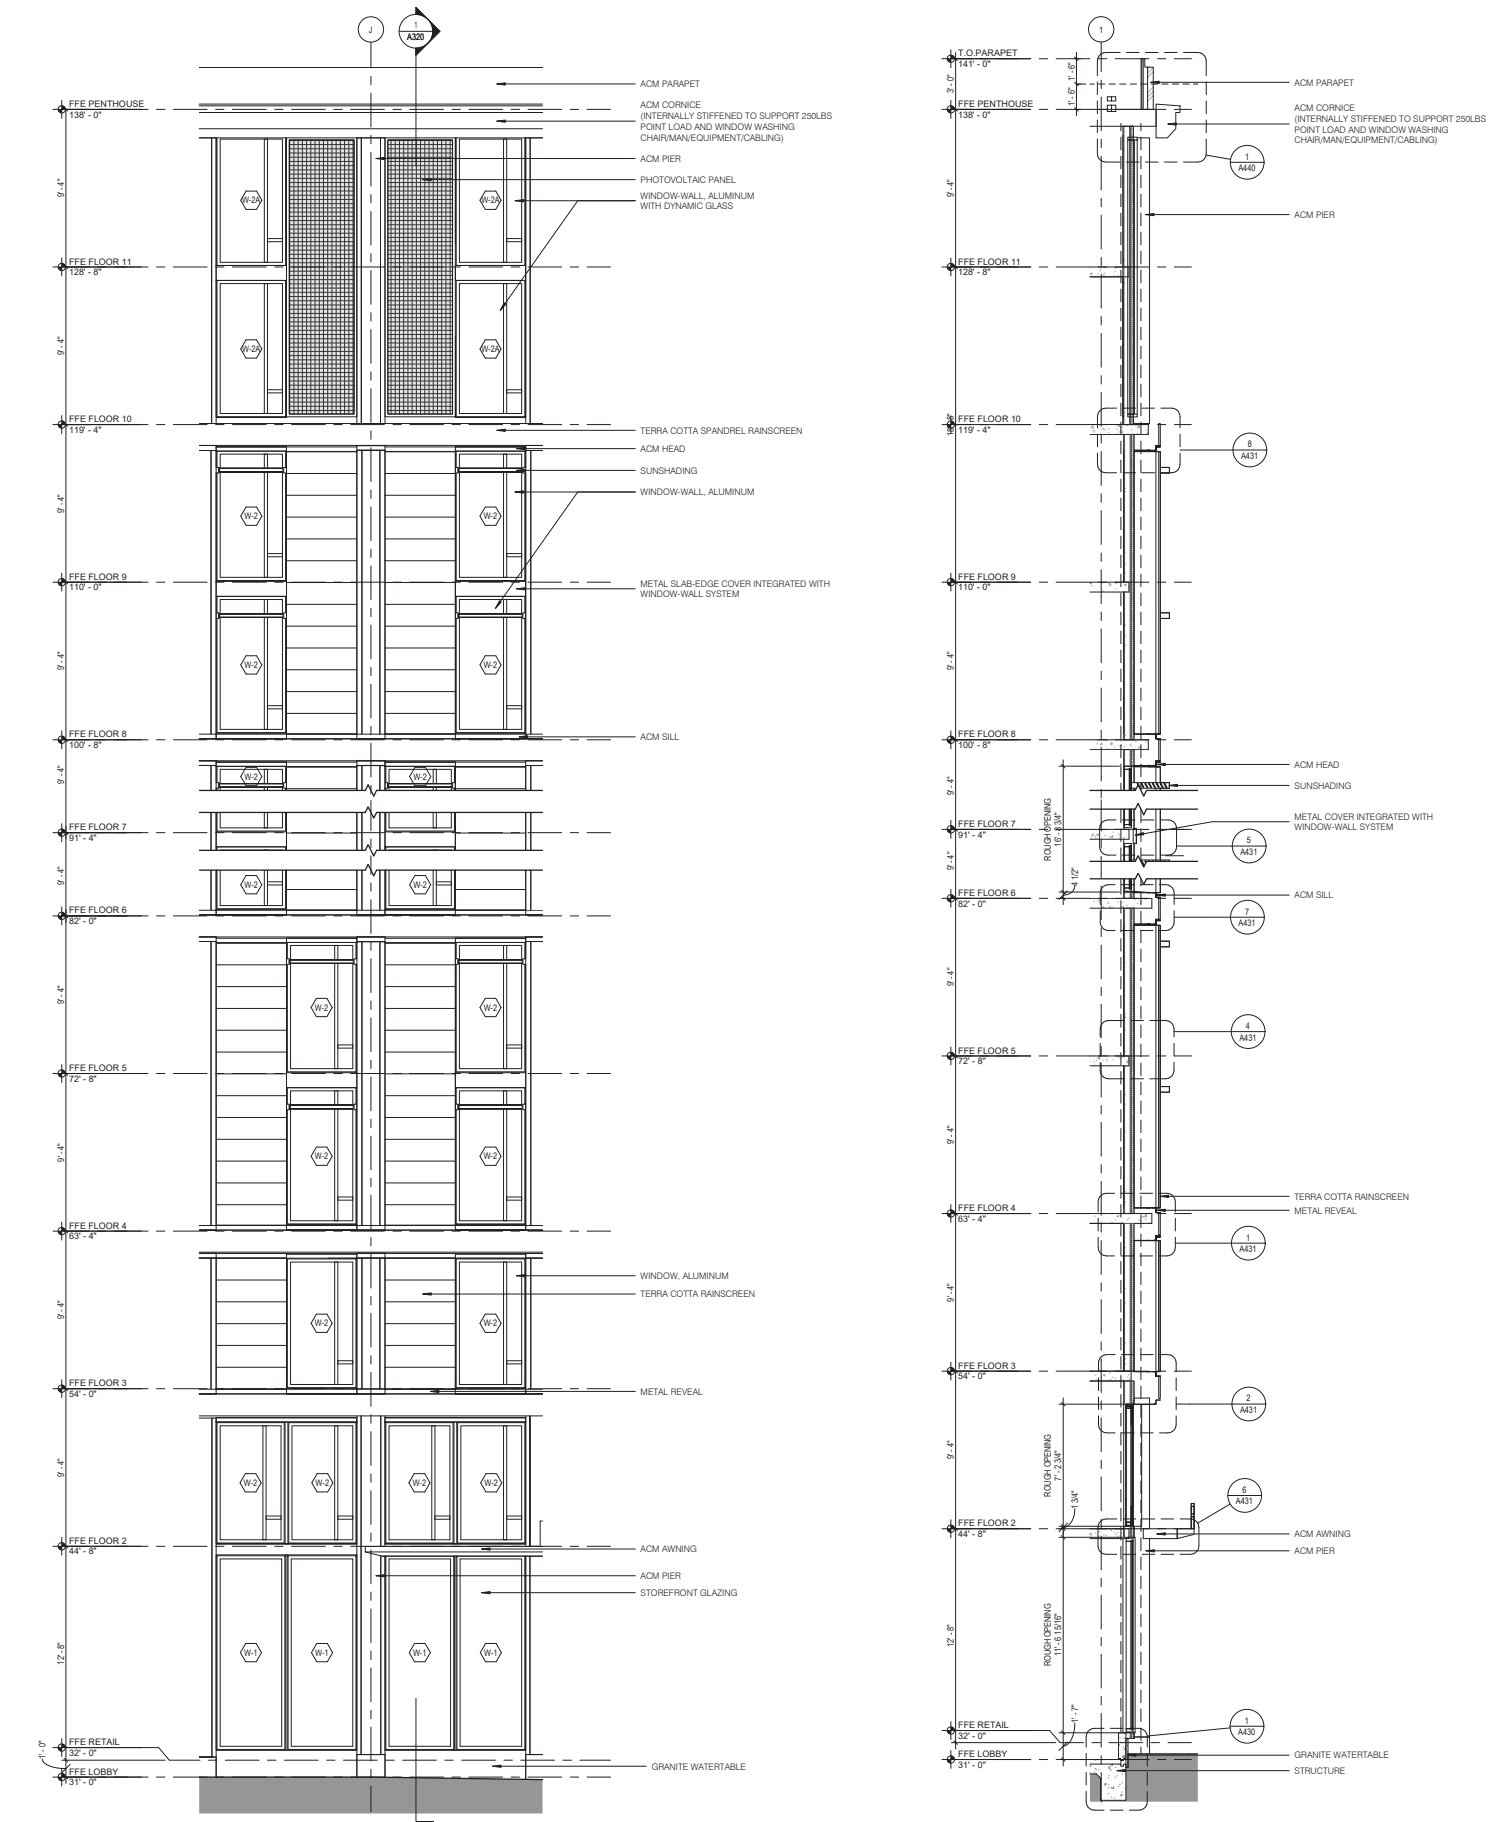 J
1
A320
ACM PARAPET
FFE PENTHOUSE
138' - 0"
ACM CORNICE
(INTERNALLY STIFFENED TO SUPPORT 250LBS
POINT LOAD AND WINDOW WASHING
CHAIR/MAN/EQUIPMENT/CABLING)
ACM PIER
PHOTOVOLTAIC PANEL
9' - 4"
W-2A
W-2A
WINDOW-WALL, ALUMINUM
WITH DYNAMIC GLASS
FFE FLOOR 11
128' - 8"
9' - 4"
W-2A
W-2A
FFE FLOOR 10
119' - 4"
TERRA COTTA SPANDREL RAINSCREEN
ACM HEAD
SUNSHADING
WINDOW-WALL, ALUMINUM
9' - 4"
W-2
W-2
FFE FLOOR 9
110' - 0"
METAL SLAB-EDGE COVER INTEGRATED WITH
WINDOW-WALL SYSTEM
9' - 4"
W-2
W-2
FFE FLOOR 8
100' - 8"
ACM SILL
9' - 4"
W-2
W-2
FFE FLOOR 7
91' - 4"
9' - 4"
W-2
W-2
FFE FLOOR 6
82' - 0"
9' - 4"
W-2
W-2
FFE FLOOR 5
72' - 8"
9' - 4"
W-2
W-2
FFE FLOOR 4
63' - 4"
WINDOW, ALUMINUM
TERRA COTTA RAINSCREEN
9' - 4"
W-2
W-2
FFE FLOOR 3
54' - 0"
METAL REVEAL
9' - 4"
W-2
W-2
W-2
W-2
FFE FLOOR 2
44' - 8"
ACM AWNING
ACM PIER
STOREFRONT GLAZING
12' - 8"
W-1
W-1
W-1
W-1
FFE RETAIL
32' - 0"
1' - 0"
FFE LOBBY
31' - 0"
GRANITE WATERTABLE
1
T.O.PARAPET
141' - 0"
3' - 0"
1' - 6"
1' - 6"
ACM PARAPET
FFE PENTHOUSE
138' - 0"
ACM CORNICE
(INTERNALLY STIFFENED TO SUPPORT 250LBS
POINT LOAD AND WINDOW WASHING
CHAIR/MAN/EQUIPMENT/CABLING)
1
A440
9' - 4"
ACM PIER
FFE FLOOR 11
128' - 8"
FFE FLOOR 10
119' - 4"
8
A431
9' - 4"
FFE FLOOR 9
110' - 0"
9' - 4"
FFE FLOOR 8
100' - 8"
ACM HEAD
SUNSHADING
9' - 4"
ROUGH OPENING
16' - 8 3/4"
METAL COVER INTEGRATED WITH
WINDOW-WALL SYSTEM
FFE FLOOR 7
91' - 4"
5
A431
9' - 4"
4 1/2"
FFE FLOOR 6
82' - 0"
ACM SILL
7
A431
9' - 4"
4
A431
FFE FLOOR 5
72' - 8"
9' - 4"
TERRA COTTA RAINSCREEN
METAL REVEAL
FFE FLOOR 4
63' - 4"
1
A431
9' - 4"
FFE FLOOR 3
54' - 0"
2
A431
9' - 4"
ROUGH OPENING
7' - 2 3/4"
1 3/4"
6
A431
FFE FLOOR 2
44' - 8"
ACM AWNING
ACM PIER
12' - 8"
ROUGH OPENING
11' - 6 15/16"
1' - 7"
FFE RETAIL
32' - 0"
1
A430
FFE LOBBY
31' - 0"
GRANITE WATERTABLE
STRUCTURE